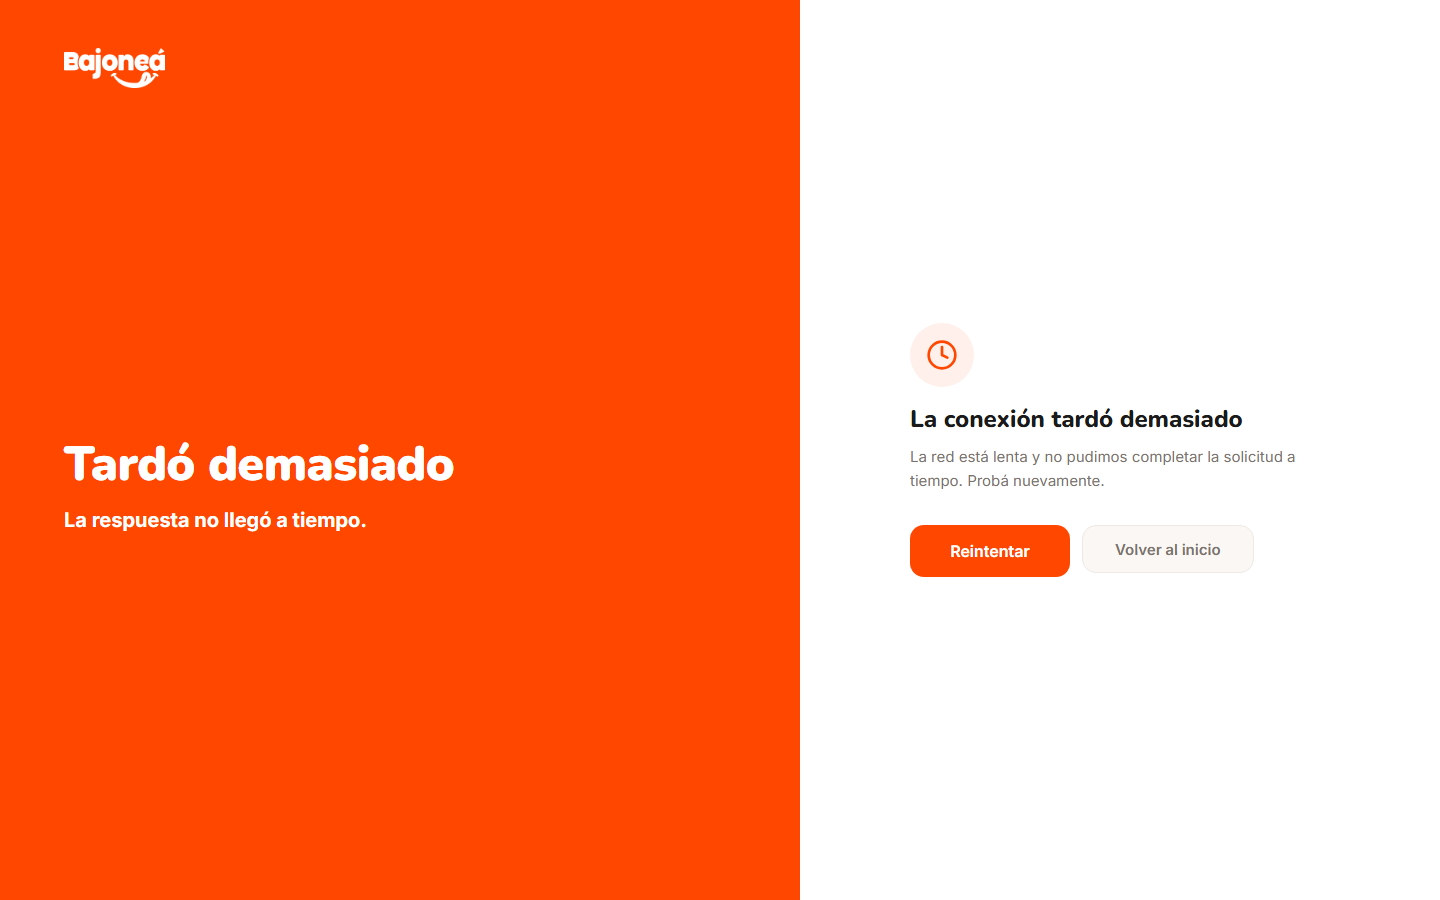 Bajoneá
Tardó demasiado
La respuesta no llegó a tiempo.
La conexión tardó demasiado
La red está lenta y no pudimos completar la solicitud a
tiempo. Probá nuevamente.
Reintentar
Volver al inicio